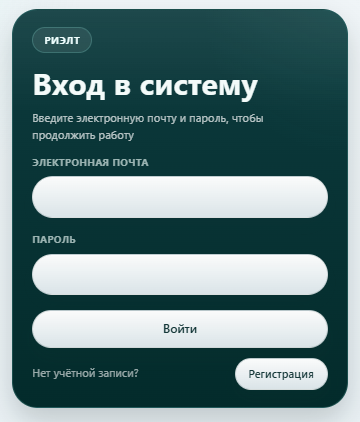 РИЭЛТ
Вход в систему
Введите электронную почту и пароль, чтобы
продолжить работу
ЭЛЕКТРОННАЯ ПОЧТА
ПАРОЛЬ
Войти
Нет учётной записи?
Регистрация